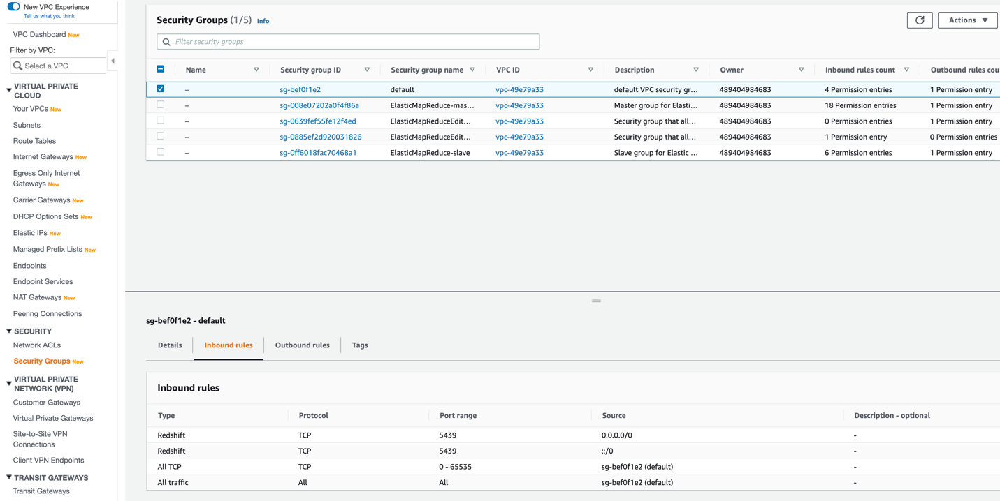 New VPC Experience
Tell us what you think
VPC Dashboard New
Filter by VPC:
Select a VPC
VIRTUAL PRIVATE
CLOUD
Your VPCs New
Subnets
Route Tables
Internet Gateways New
Egress Only Internet
Gateways New
Carrier Gateways New
DHCP Options Sets New
Elastic IPs New
Managed Prefix Lists New
Endpoints
Endpoint Services
NAT Gateways New
Peering Connections
SECURITY
Network ACLs
Security Groups New
VIRTUAL PRIVATE
NETWORK (VPN)
Customer Gateways
Virtual Private Gateways
Site-to-Site VPN
Connections
Client VPN Endpoints
TRANSIT GATEWAYS
Transit Gateways
Security Groups (1/5) Info
Actions
Filter security groups
Name Security group ID Security group name VPC ID Description Owner Inbound rules count Outbound rules cou
– sg-bef0f1e2 default vpc-49e79a33 default VPC security gr... 489404984683 4 Permission entries 1 Permission entry
– sg-008e07202a0f4f86a ElasticMapReduce-mas... vpc-49e79a33 Master group for Elasti... 489404984683 18 Permission entries 1 Permission entry
– sg-0639fef55fe12f4ed ElasticMapReduceEdit... vpc-49e79a33 Security group that all... 489404984683 0 Permission entries 1 Permission entry
– sg-0885ef2d920031826 ElasticMapReduceEdit... vpc-49e79a33 Security group that all... 489404984683 1 Permission entry 0 Permission entries
– sg-0ff6018fac70468a1 ElasticMapReduce-slave vpc-49e79a33 Slave group for Elastic ... 489404984683 6 Permission entries 1 Permission entry
sg-bef0f1e2 - default
Details Inbound rules Outbound rules Tags
Inbound rules
Type Protocol Port range Source Description - optional
Redshift TCP 5439 0.0.0.0/0 -
Redshift TCP 5439 ::/0 -
All TCP TCP 0 - 65535 sg-bef0f1e2 (default) -
All traffic All All sg-bef0f1e2 (default) -